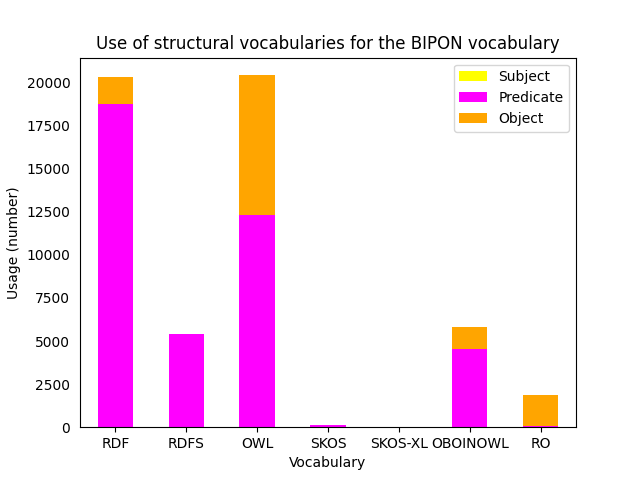 Use of structural vocabularies for the BIPON vocabulary
Subject
Predicate
Object
Usage (number)
20000
17500
15000
12500
10000
7500
5000
2500
0
RDF RDFS OWL SKOS SKOS-XL OBOINOWL RO
Vocabulary